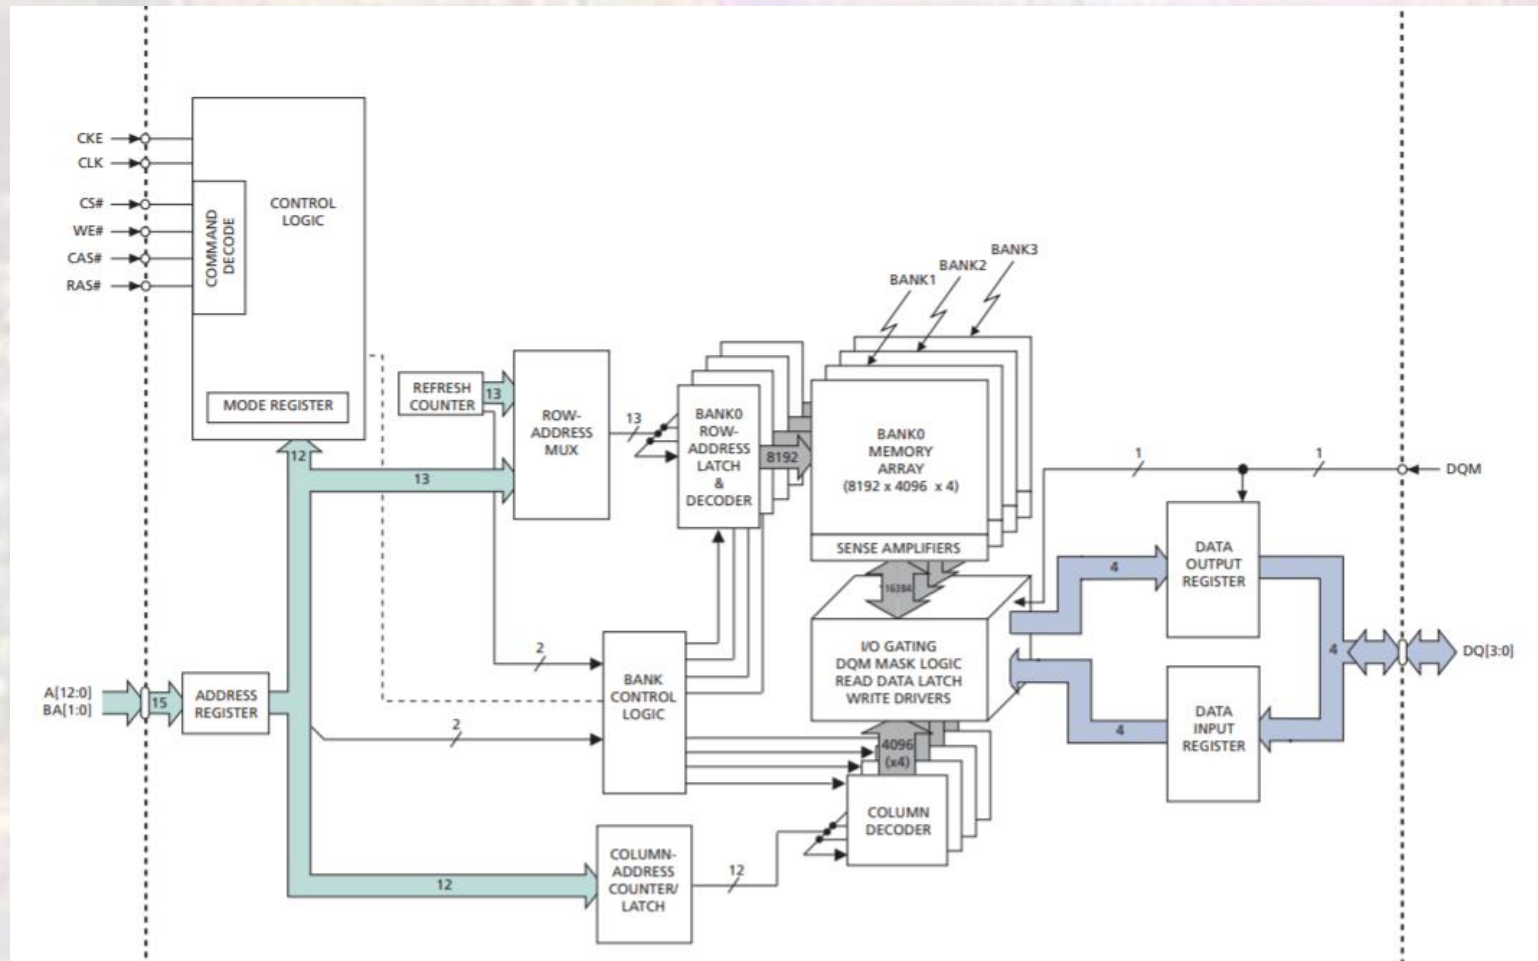 CKE
CLK
CS#
WE#
CAS#
RAS#
COMMAND
DECODE
CONTROL
LOGIC
MODE REGISTER
12
REFRESH
COUNTER
13
13
ROW-
ADDRESS
MUX
13
BANK0
ROW-
ADDRESS
LATCH
&
DECODER
8192
BANK1
BANK2
BANK3
BANK0
MEMORY
ARRAY
(8192 x 4096 x 4)
SENSE AMPLIFIERS
16384
I/O GATING
DQM MASK LOGIC
READ DATA LATCH
WRITE DRIVERS
1
1
DQM
4
DATA
OUTPUT
REGISTER
4
DQ[3:0]
4
DATA
INPUT
REGISTER
A[12:0]
BA[1:0]
15
ADDRESS
REGISTER
2
2
BANK
CONTROL
LOGIC
4096
(x4)
COLUMN
DECODER
12
COLUMN-
ADDRESS
COUNTER/
LATCH
12